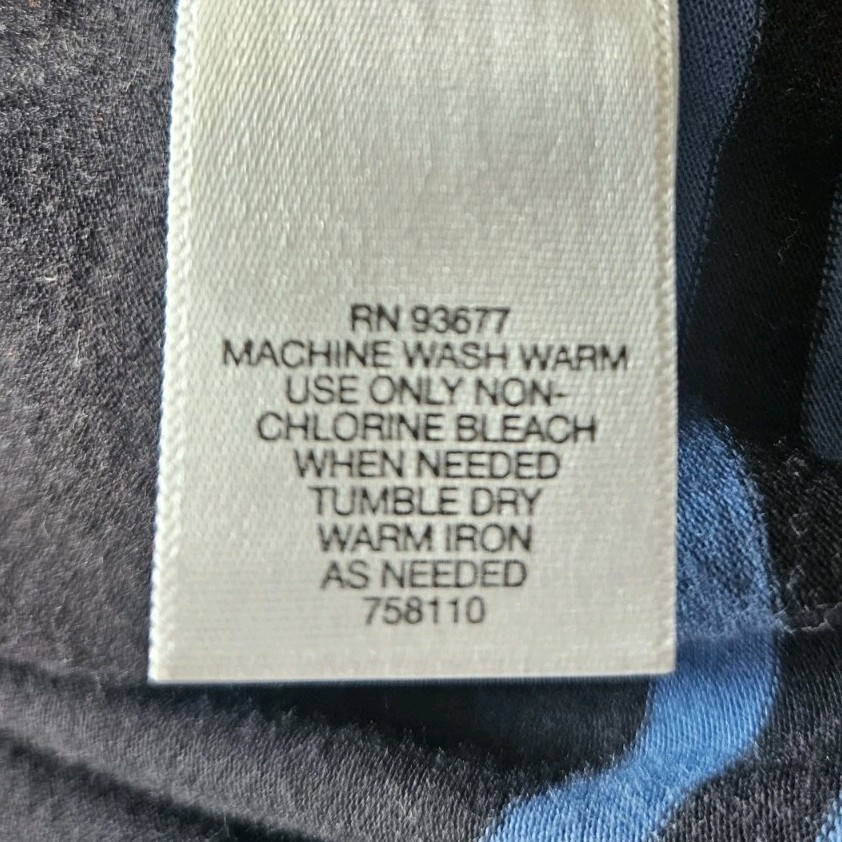 RN 93677
MACHINE WASH WARM
USE ONLY NON-
CHLORINE BLEACH
WHEN NEEDED
TUMBLE DRY
WARM IRON
AS NEEDED
758110